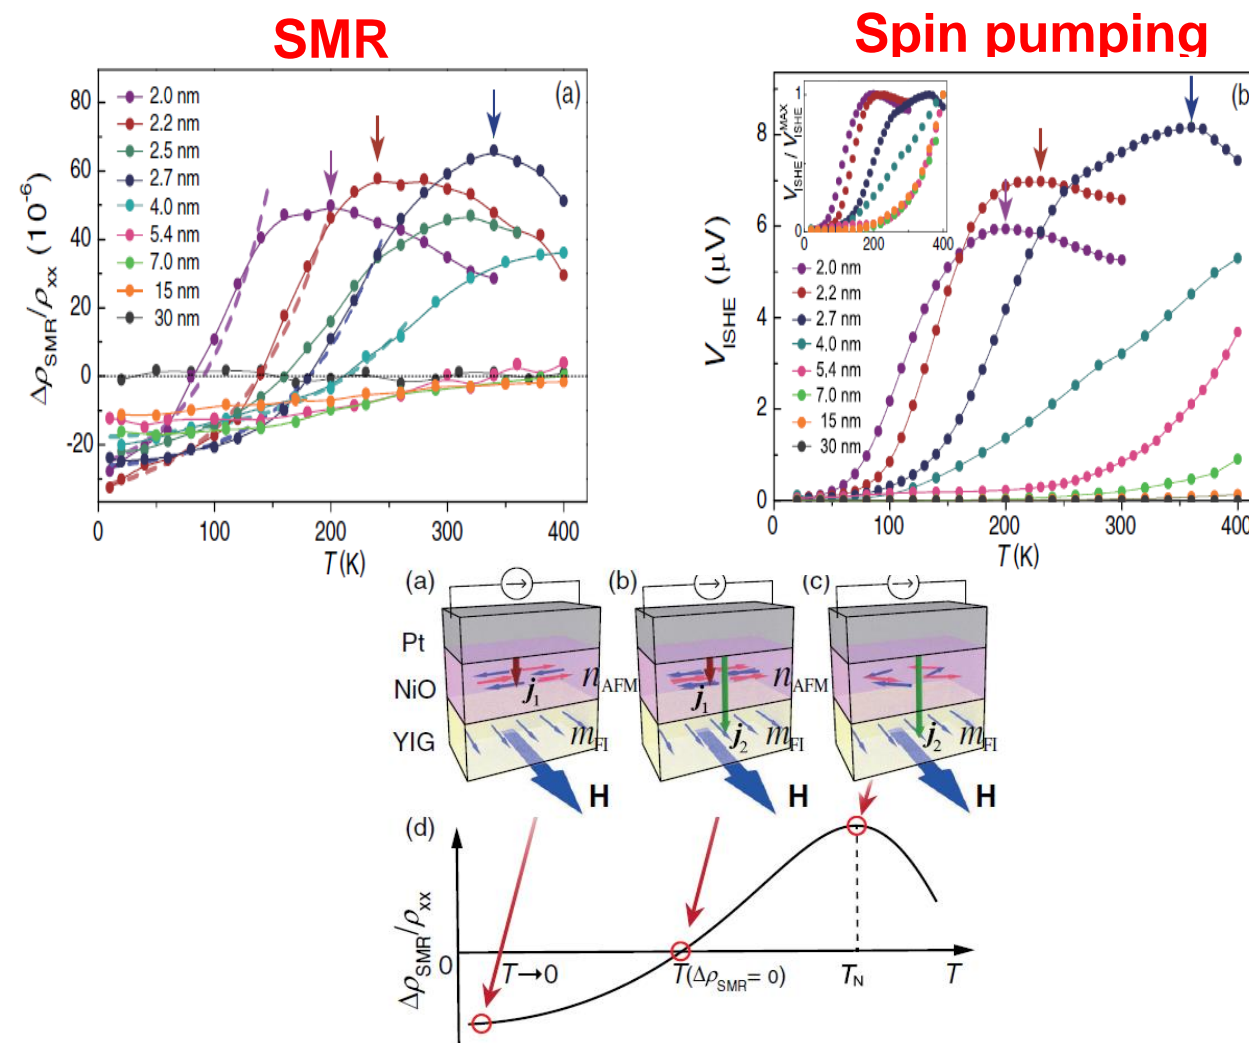 SMR
Spin pumping
(a)
80
60
40
20
0
-20
0
100
200
300
400
T(K)
Δρ_SMR/ρ_xx (10^-6)
2.0 nm
2.2 nm
2.5 nm
2.7 nm
4.0 nm
5.4 nm
7.0 nm
15 nm
30 nm
(b
8
6
4
2
0
0
100
200
300
400
T(K)
V_ISHE (μV)
V_ISHE / V_ISHE^MAX
1
0
200
400
2.0 nm
2,2 nm
2.7 nm
4.0 nm
5,4 nm
7.0 nm
15 nm
30 nm
(a)
(b)
(c)
Pt
NiO
YIG
j_1
n_AFM
m_FI
H
j_1
n_AFM
j_2
m_FI
H
j_2
m_FI
H
(d)
Δρ_SMR/ρ_xx
0
T→0
T(Δρ_SMR= 0)
T_N
T